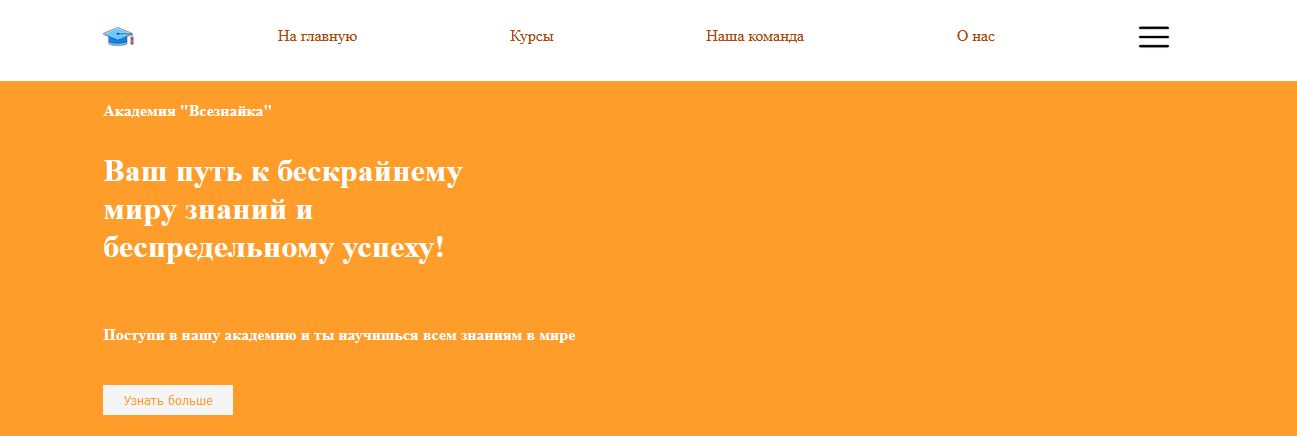 На главную Курсы Наша команда О нас
Академия "Всезнайка"
Ваш путь к бескрайнему
миру знаний и
беспредельному успеху!
Поступи в нашу академию и ты научишься всем знаниям в мире
Узнать больше